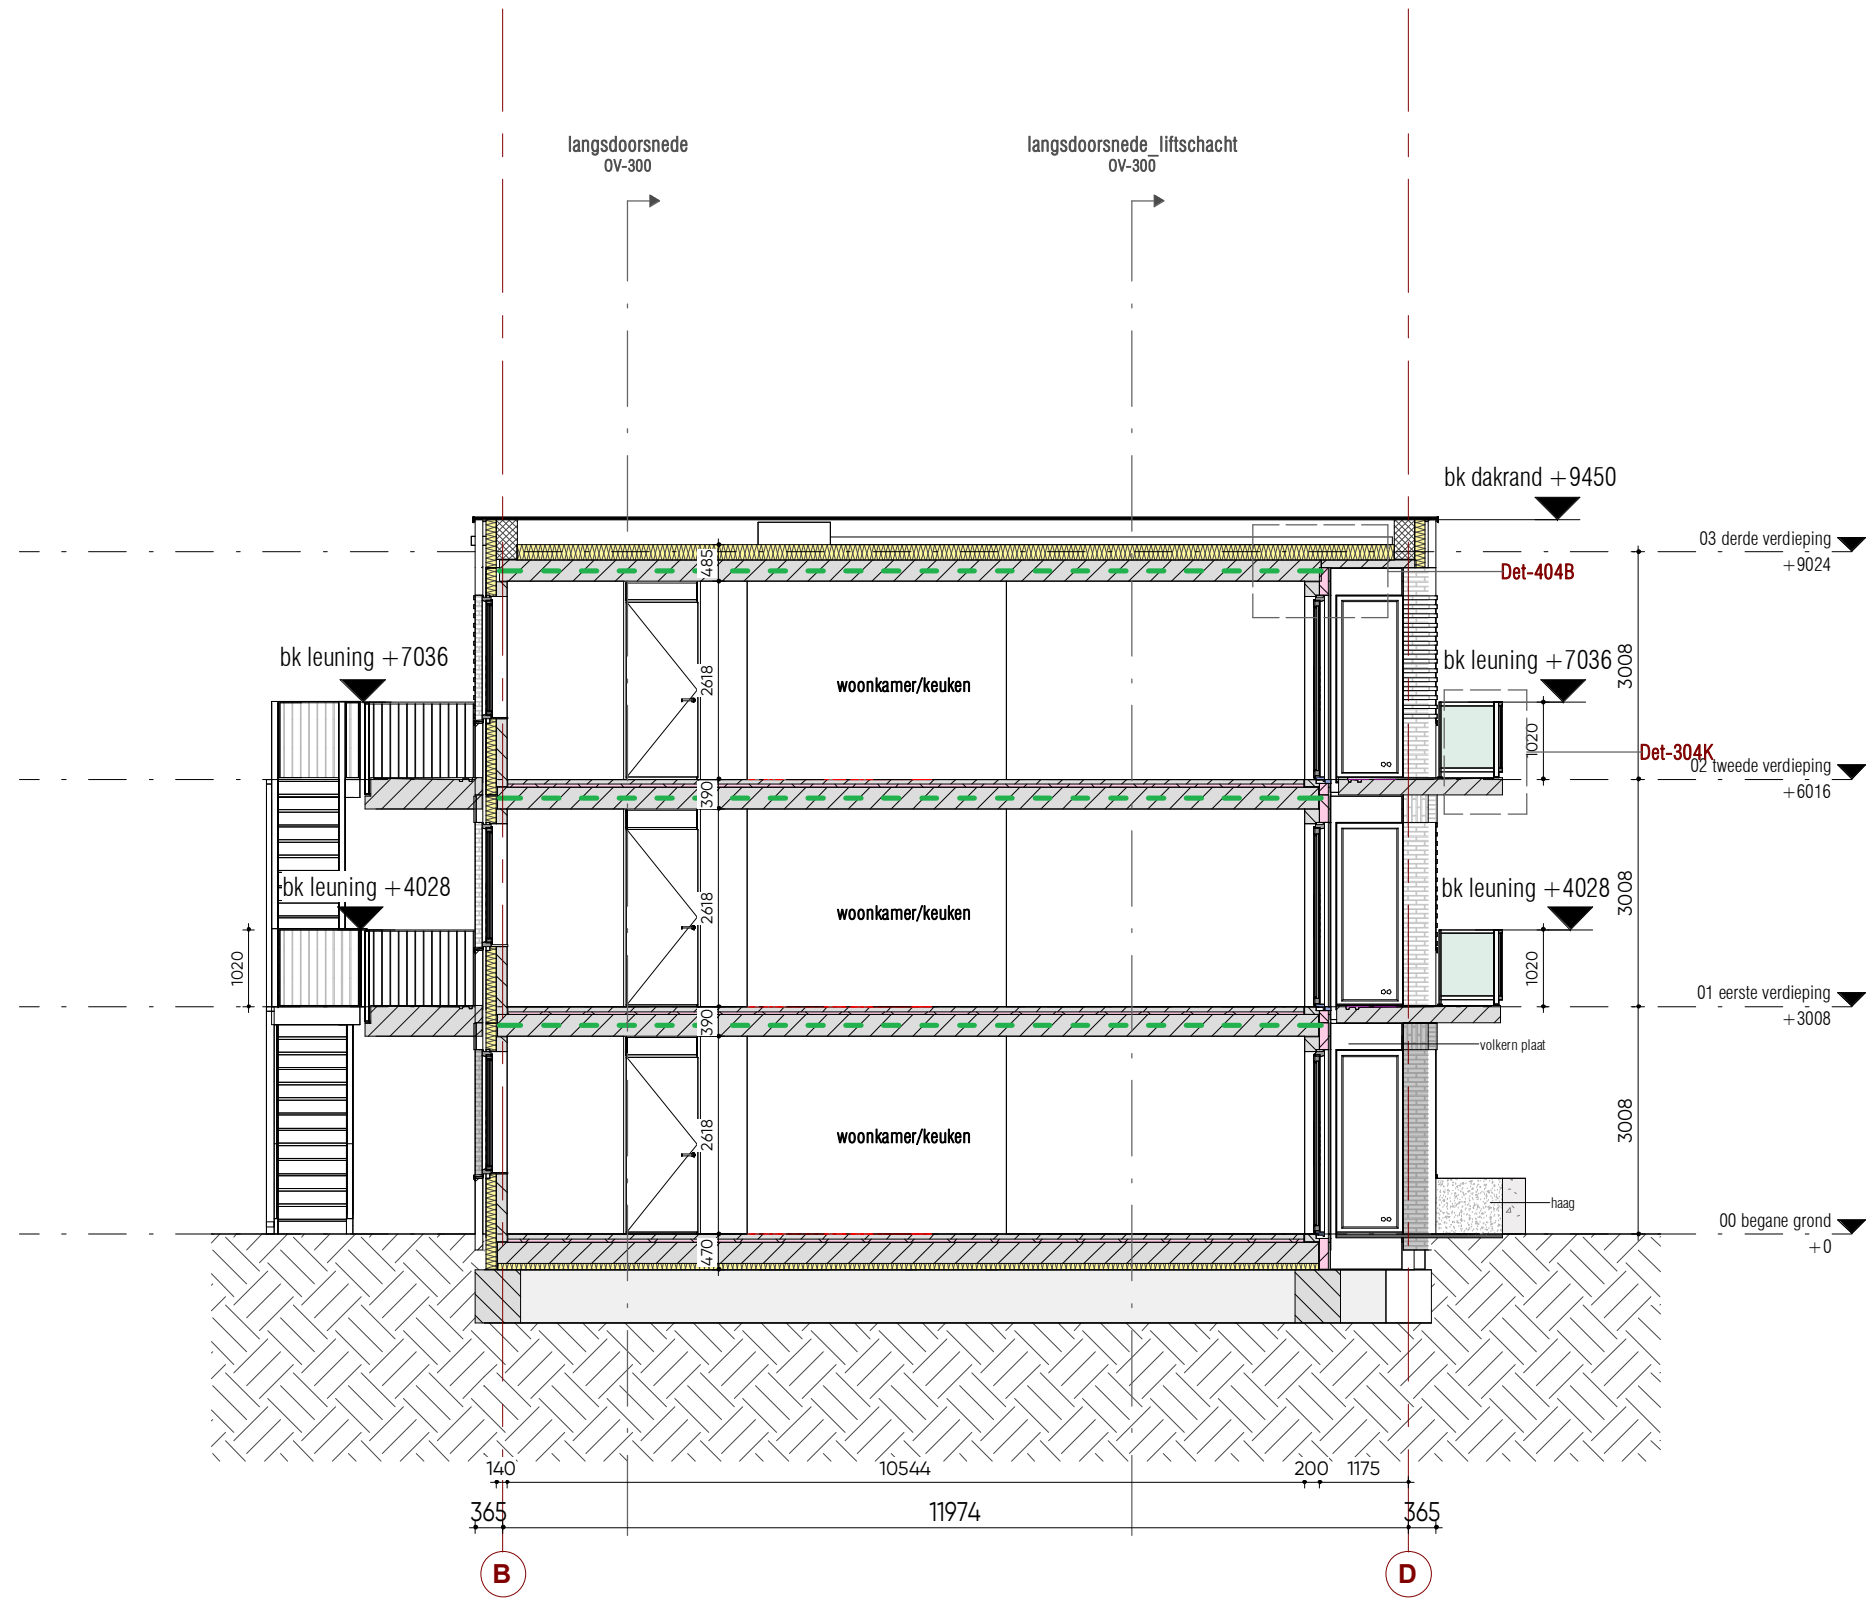 langsdoorsnede
OV-300
langsdoorsnede_liftschacht
OV-300
bk dakrand +9450
03 derde verdieping
+9024
485
Det-404B
bk leuning +7036
bk leuning +7036
3008
2618
woonkamer/keuken
1020
Det-304K
02 tweede verdieping
+6016
390
bk leuning +4028
bk leuning +4028
3008
2618
woonkamer/keuken
1020
1020
01 eerste verdieping
+3008
390
volkern plaat
3008
2618
woonkamer/keuken
haag
00 begane grond
+0
470
140
10544
200
1175
365
11974
365
B
D